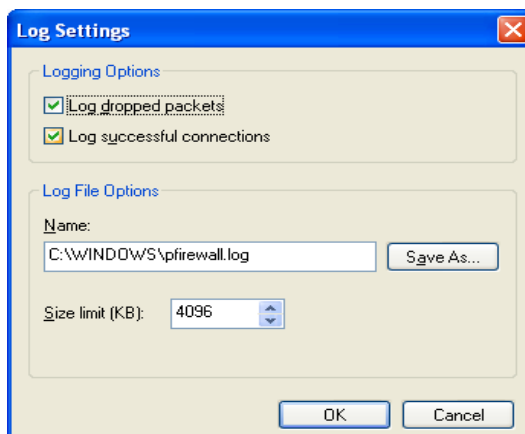 Log Settings
Logging Options
Log dropped packets
Log successful connections
Log File Options
Name:
C:\WINDOWS\pfirewall.log
Save As...
Size limit (KB):
4096
OK
Cancel